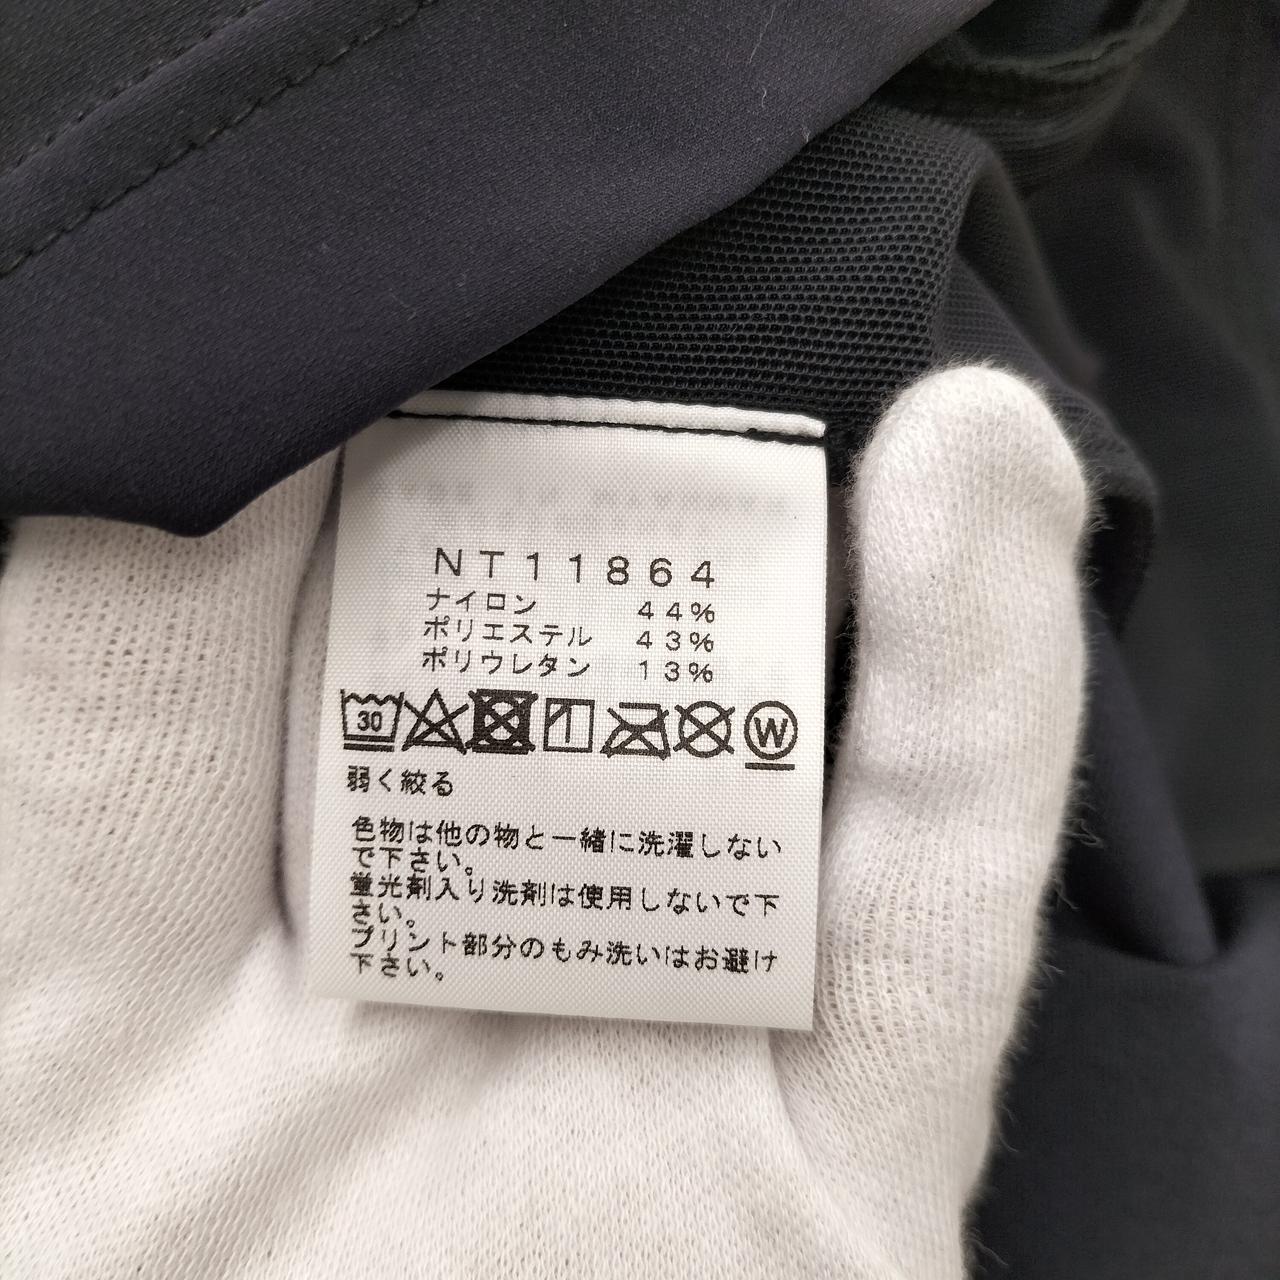 NT11864
ナイロン 44%
ポリエステル 43%
ポリウレタン 13%
30 W
弱く絞る
色物は他の物と一緒に洗濯しない
で下さい。
蛍光剤入り洗剤は使用しないで下
さい。
プリント部分のもみ洗いはお避け
下さい。